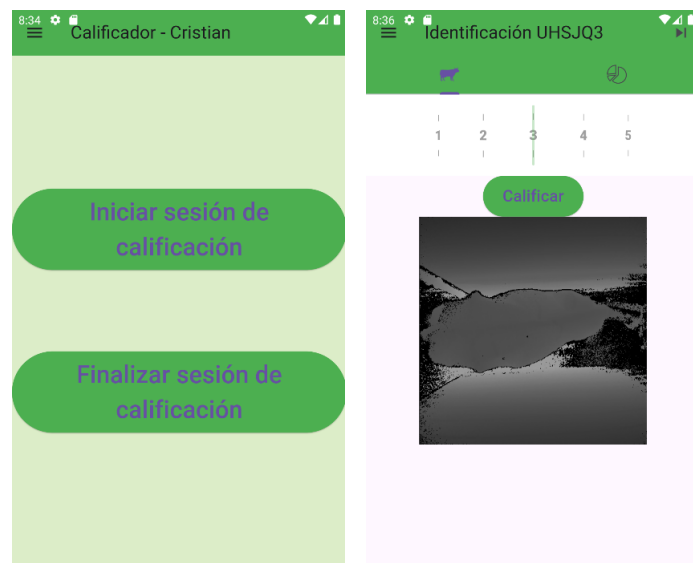 8:34
Calificador - Cristian
Iniciar sesión de
calificación
Finalizar sesión de
calificación
8:36
Identificación UHSJQ3
1 2 3 4 5
Calificar